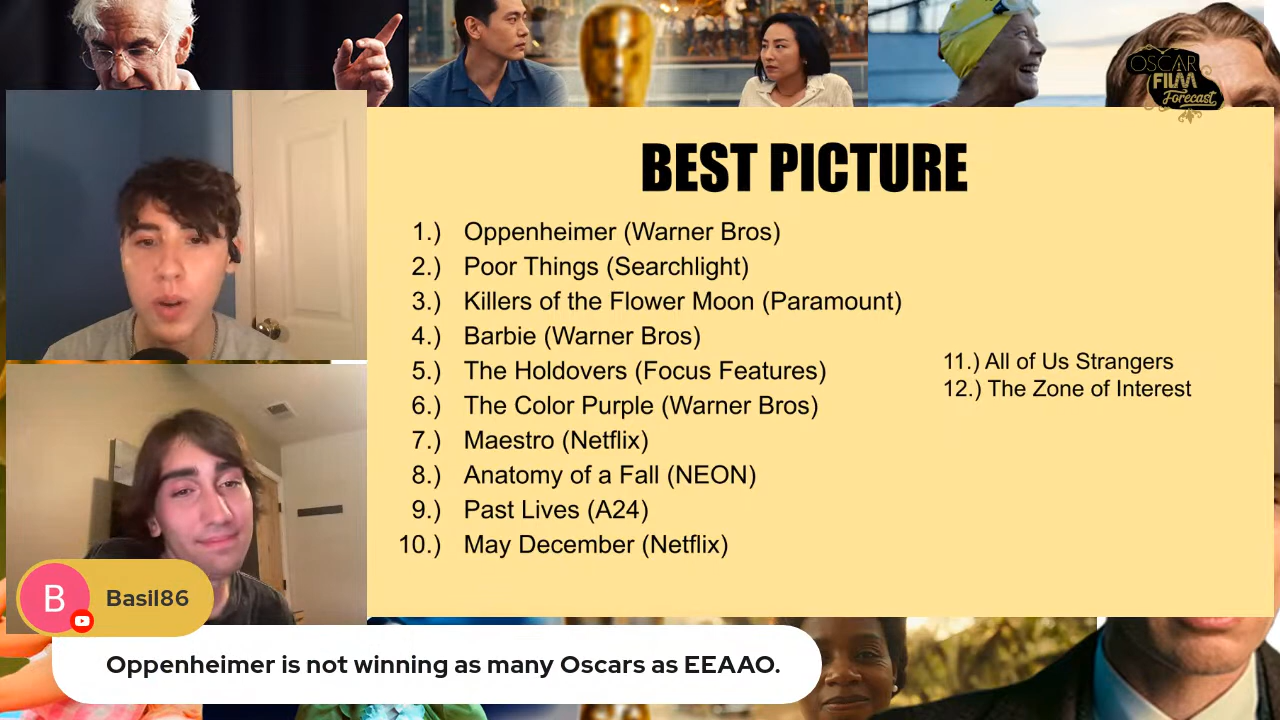 OSCAR
FILM
Forecast
BEST PICTURE
1.) Oppenheimer (Warner Bros)
2.) Poor Things (Searchlight)
3.) Killers of the Flower Moon (Paramount)
4.) Barbie (Warner Bros)
5.) The Holdovers (Focus Features)
6.) The Color Purple (Warner Bros)
7.) Maestro (Netflix)
8.) Anatomy of a Fall (NEON)
9.) Past Lives (A24)
10.) May December (Netflix)
11.) All of Us Strangers
12.) The Zone of Interest
B
Basil86
Oppenheimer is not winning as many Oscars as EEAAO.